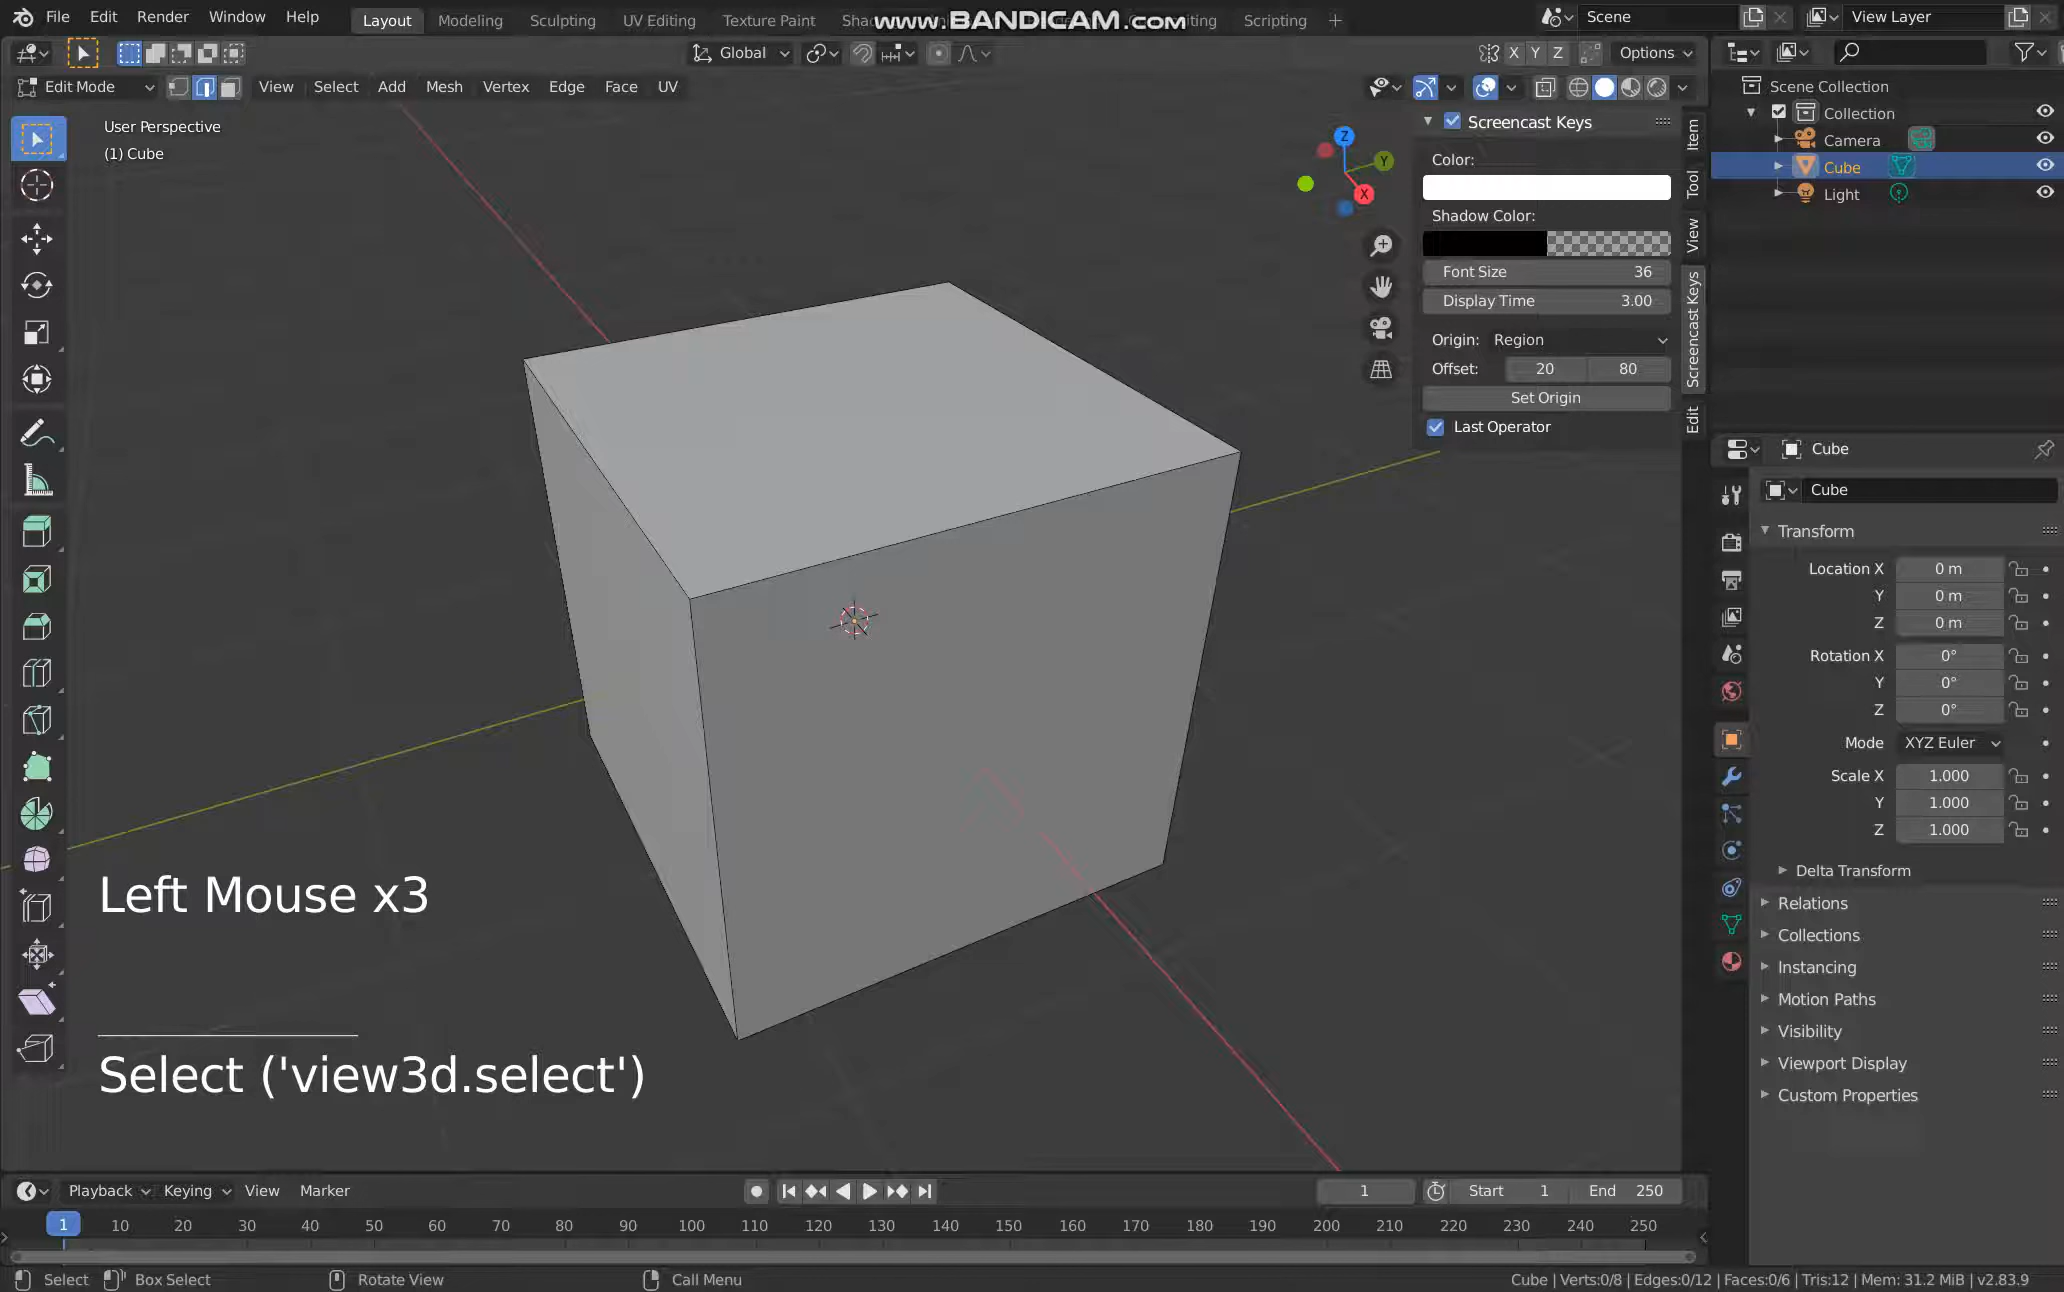 File Edit Render Window Help Layout Modeling Sculpting UV Editing Texture Paint Sha www.BANDICAM.com iting Scripting +
Scene View Layer
Global X Y Z Options
Edit Mode View Select Add Mesh Vertex Edge Face UV
User Perspective
(1) Cube
Z
Y
X
Screencast Keys
Color:
Shadow Color:
Font Size 36
Display Time 3.00
Origin: Region
Offset: 20 80
Set Origin
Last Operator
Item
Tool
View
Screencast Keys
Edit
Scene Collection
Collection
Camera
Cube
Light
Cube
Cube
Transform
Location X 0 m
Y 0 m
Z 0 m
Rotation X 0°
Y 0°
Z 0°
Mode XYZ Euler
Scale X 1.000
Y 1.000
Z 1.000
Delta Transform
Relations
Collections
Instancing
Motion Paths
Visibility
Viewport Display
Custom Properties
Left Mouse x3
Select ('view3d.select')
Playback Keying View Marker 1 Start 1 End 250
1 10 20 30 40 50 60 70 80 90 100 110 120 130 140 150 160 170 180 190 200 210 220 230 240 250
Select Box Select Rotate View Call Menu Cube | Verts:0/8 | Edges:0/12 | Faces:0/6 | Tris:12 | Mem: 31.2 MiB | v2.83.9